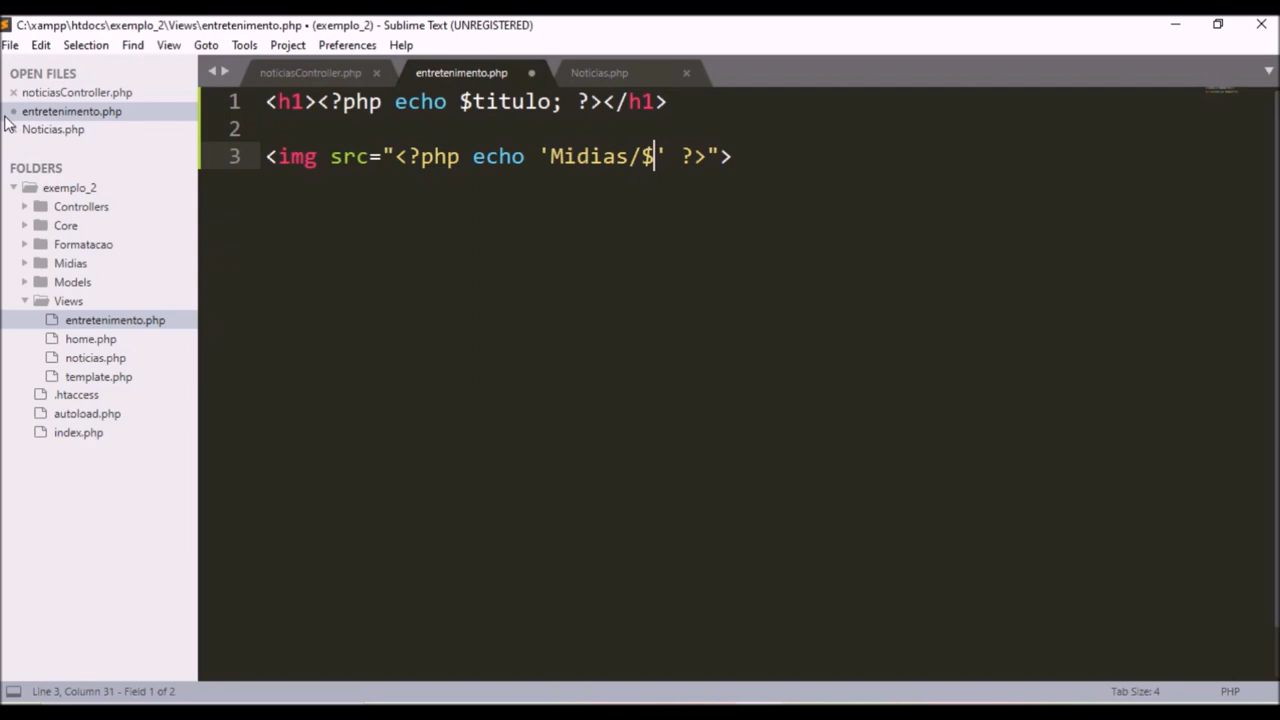 C:\xampp\htdocs\exemplo_2\Views\entretenimento.php • (exemplo_2) - Sublime Text (UNREGISTERED)
File Edit Selection Find View Goto Tools Project Preferences Help
OPEN FILES
noticiasController.php
entretenimento.php
Noticias.php
FOLDERS
exemplo_2
Controllers
Core
Formatacao
Midias
Models
Views
entretenimento.php
home.php
noticias.php
template.php
.htaccess
autoload.php
index.php
noticiasController.php entretenimento.php Noticias.php
1 <h1><?php echo $titulo; ?></h1>
2
3 <img src="<?php echo 'Midias/$' ?>">
Line 3, Column 31 - Field 1 of 2 Tab Size: 4 PHP